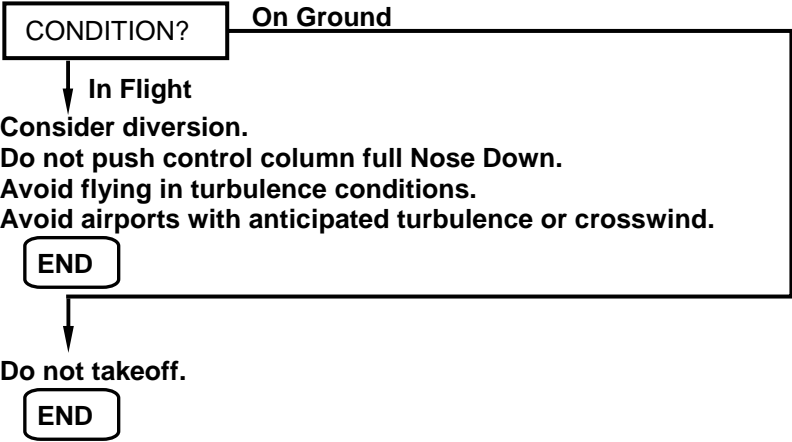 CONDITION? On Ground
In Flight
Consider diversion.
Do not push control column full Nose Down.
Avoid flying in turbulence conditions.
Avoid airports with anticipated turbulence or crosswind.
END
Do not takeoff.
END